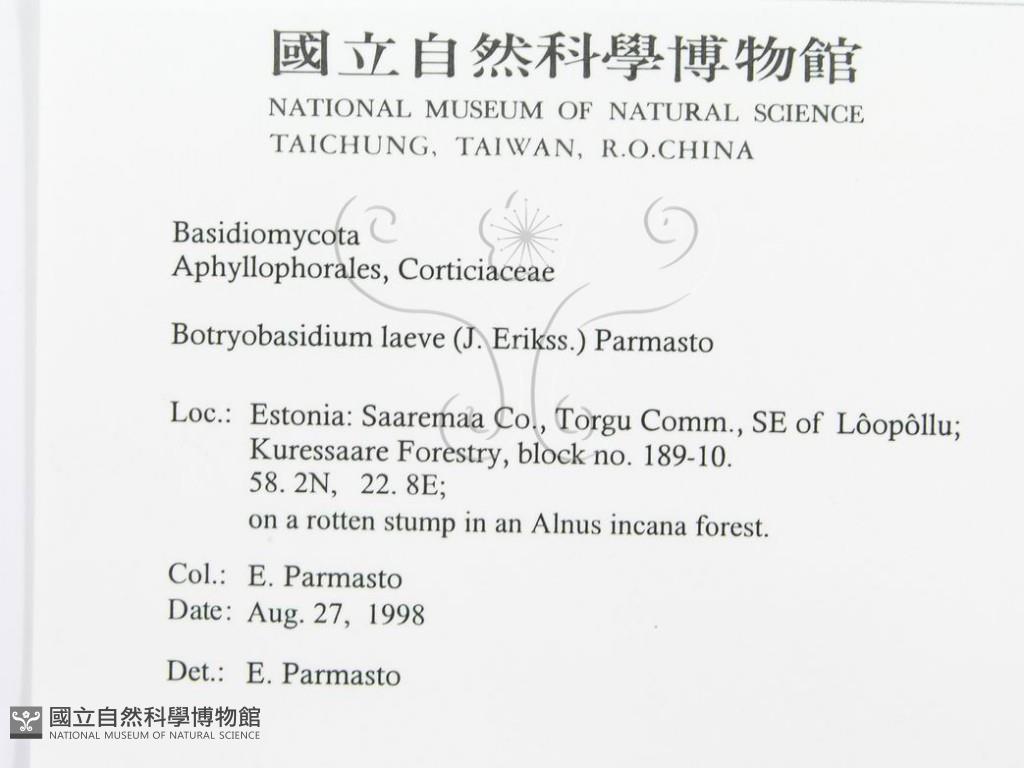 國立自然科學博物館
NATIONAL MUSEUM OF NATURAL SCIENCE
TAICHUNG, TAIWAN, R.O.CHINA
Basidiomycota
Aphyllophorales, Corticiaceae
Botryobasidium laeve (J. Erikss.) Parmasto
Loc.: Estonia: Saaremaa Co., Torgu Comm., SE of Lôopôllu;
Kuressaare Forestry, block no. 189-10.
58. 2N, 22. 8E;
on a rotten stump in an Alnus incana forest.
Col.: E. Parmasto
Date: Aug. 27, 1998
Det.: E. Parmasto
國立自然科學博物館
NATIONAL MUSEUM OF NATURAL SCIENCE